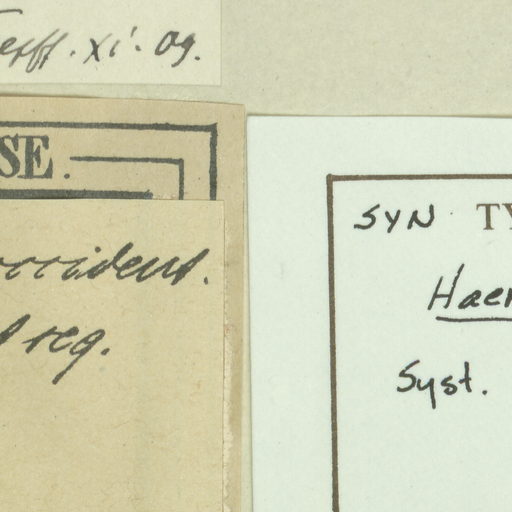 xi. 09.
SE.
occident.
reg.
SYN TY
Haer
Syst.